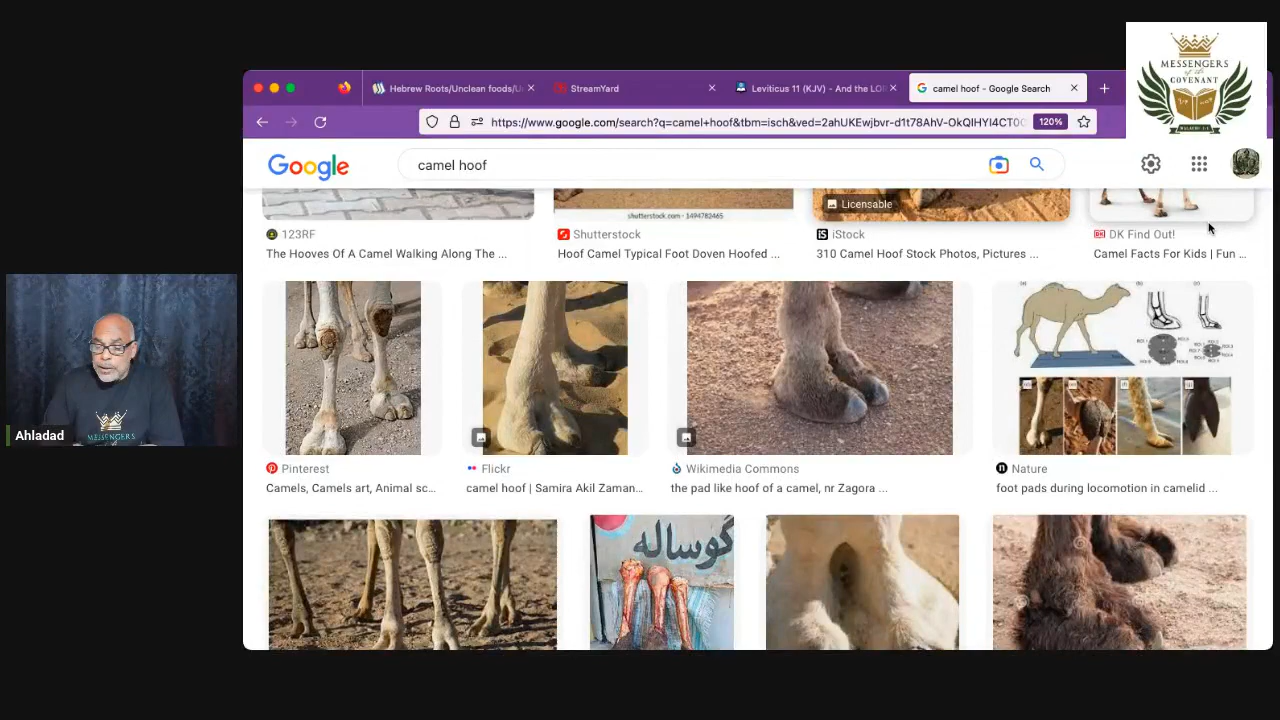 MESSENGERS
of the
COVENANT
Hebrew Roots/Unclean foods/U
StreamYard
Leviticus 11 (KJV) - And the LO
camel hoof - Google Search
https://www.google.com/search?q=camel+hoof&tbm=isch&ved=2ahUKEwjbvr-d1t78AhV-OkQIHYI4CT0
120%
Google
camel hoof
shutterstock.com · 1494782465
Licensable
123RF
Shutterstock
iStock
DK Find Out!
The Hooves Of A Camel Walking Along The ...
Hoof Camel Typical Foot Doven Hoofed ...
310 Camel Hoof Stock Photos, Pictures ...
Camel Facts For Kids | Fun ...
(a)
(b)
(c)
Pinterest
Flickr
Wikimedia Commons
Nature
Camels, Camels art, Animal sc...
camel hoof | Samira Akil Zaman...
the pad like hoof of a camel, nr Zagora ...
foot pads during locomotion in camelid ...
گوساله
MESSENGERS
Ahladad